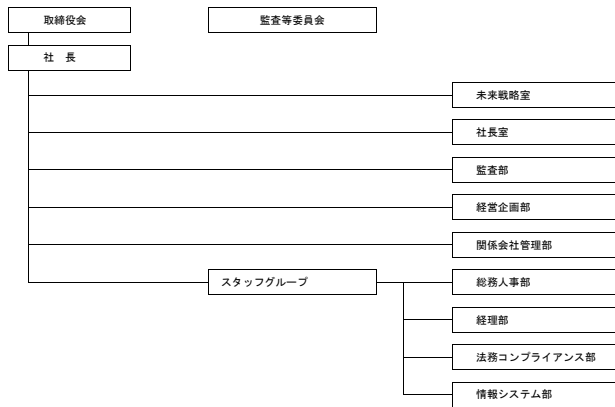 取締役会
監査等委員会
社　長
未来戦略室
社長室
監査部
経営企画部
関係会社管理部
スタッフグループ
総務人事部
経理部
法務コンプライアンス部
情報システム部